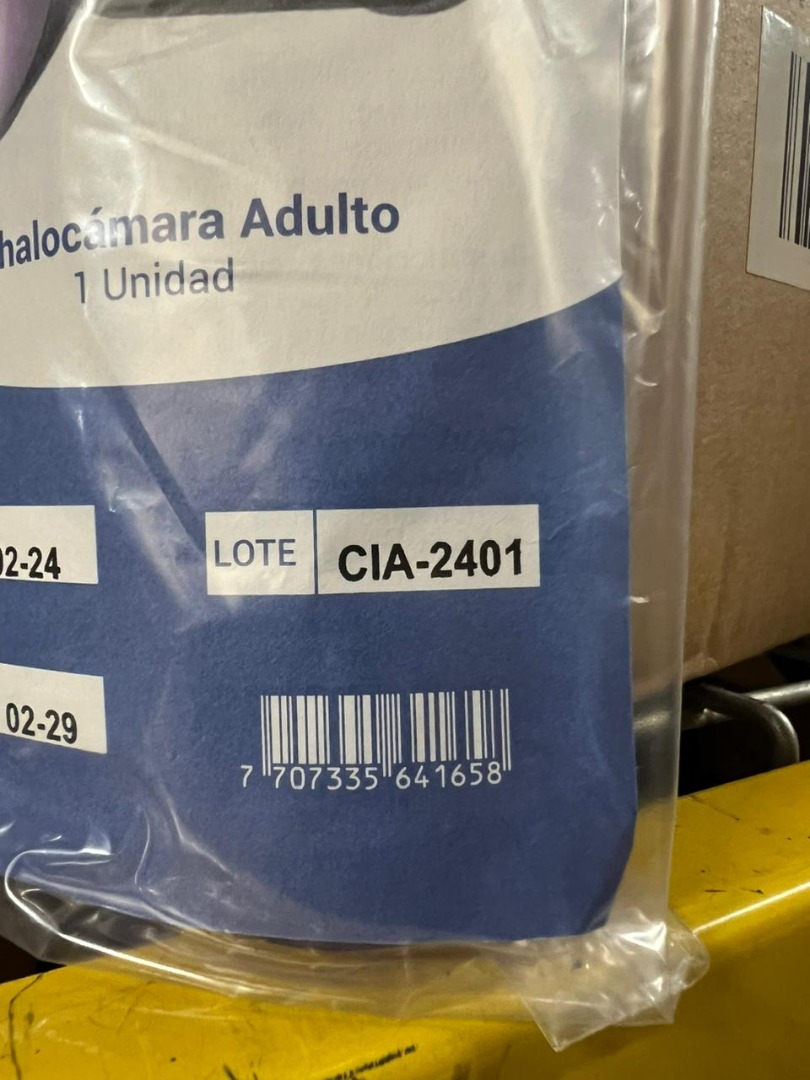 halocámara Adulto
1 Unidad
02-24
LOTE CIA-2401
02-29
7 707335 641658